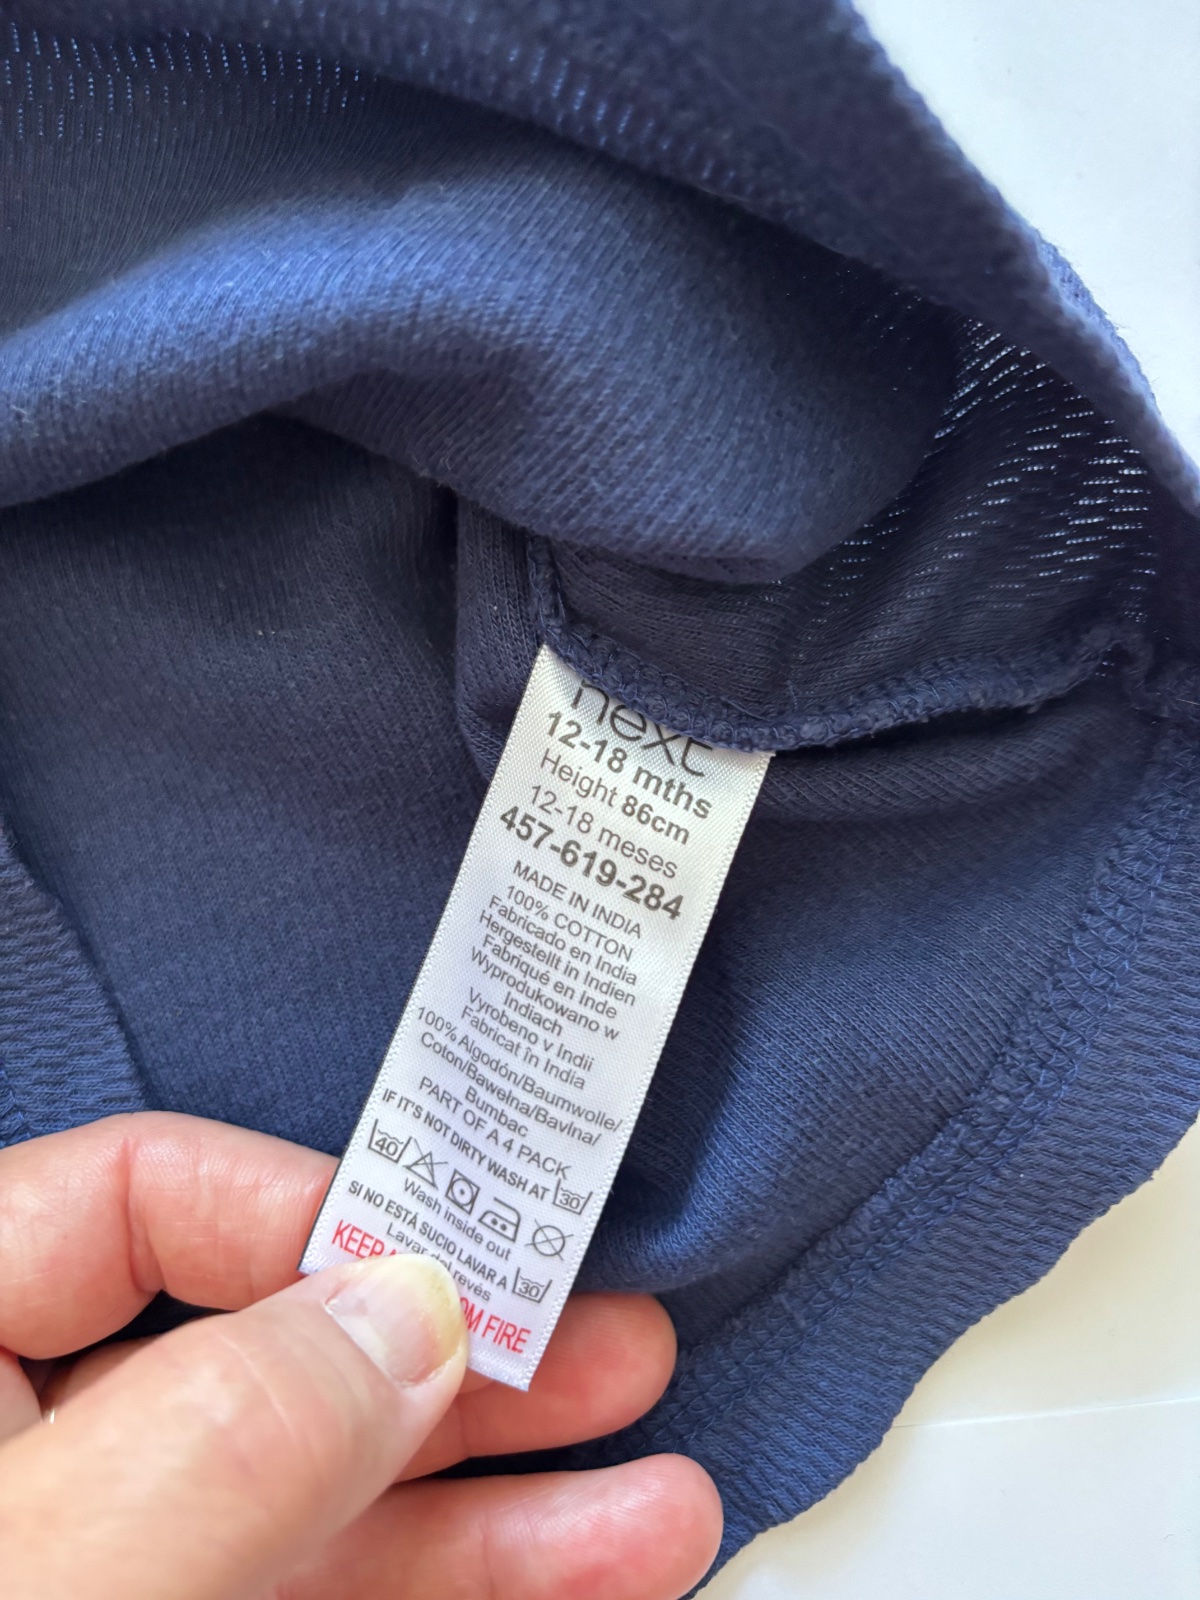 next
12-18 mths
Height 86cm
12-18 meses
457-619-284
MADE IN INDIA
100% COTTON
Fabricado en India
Hergestellt in Indien
Fabriqué en Inde
Wyprodukowano w
Indiach
Vyrobeno v Indii
Fabricat în India
100% Algodón/Baumwolle/
Coton/Bawełna/Bavlna/
Bumbac
PART OF A 4 PACK
IF IT'S NOT DIRTY WASH AT 30
40
Wash inside out
SI NO ESTÁ SUCIO LAVAR A 30
Lavar del revés
KEEP FIRE